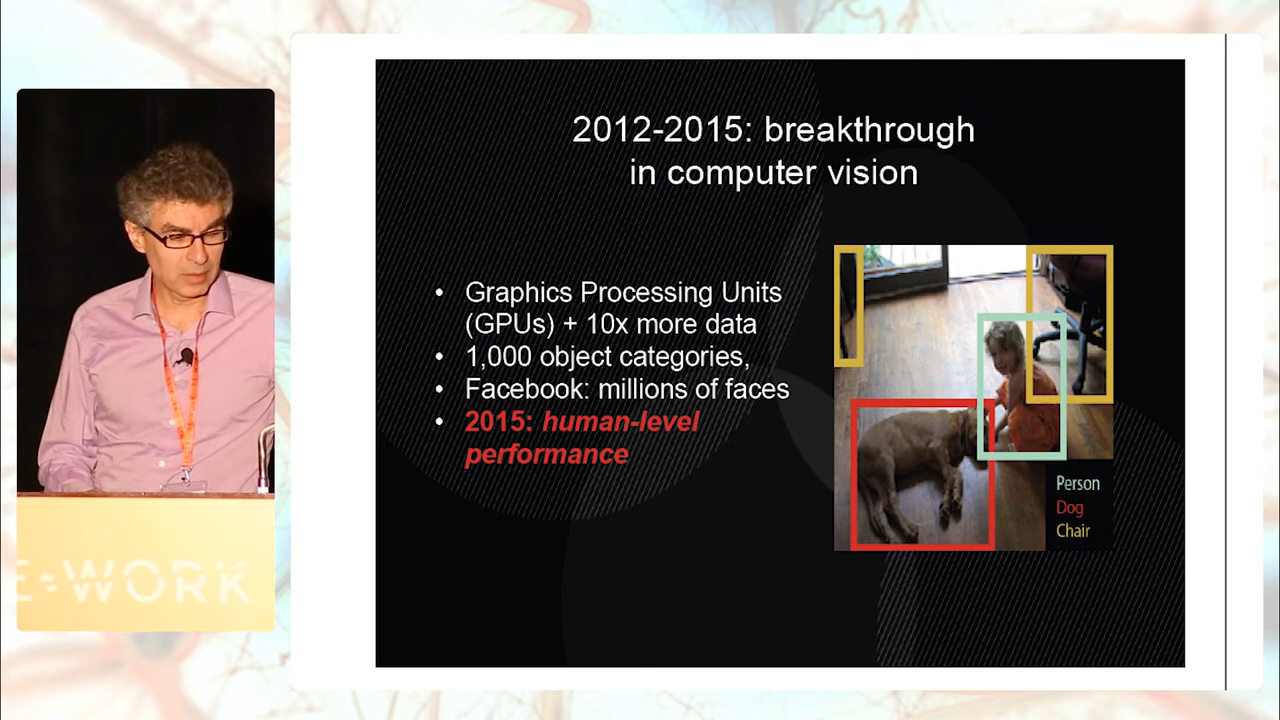 2012-2015: breakthrough
in computer vision
• Graphics Processing Units
(GPUs) + 10x more data
• 1,000 object categories,
• Facebook: millions of faces
• 2015: human-level
performance
Person
Dog
Chair
E•WORK